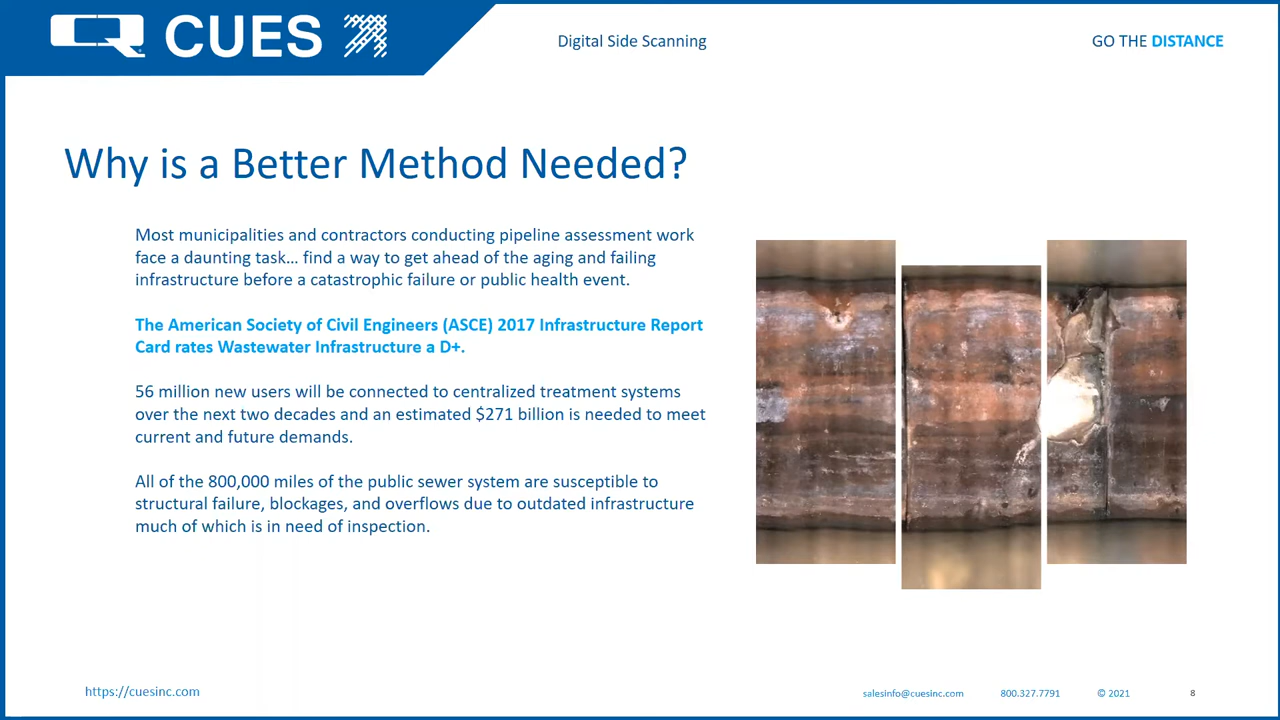 CUES
Digital Side Scanning
GO THE DISTANCE
Why is a Better Method Needed?
Most municipalities and contractors conducting pipeline assessment work
face a daunting task… find a way to get ahead of the aging and failing
infrastructure before a catastrophic failure or public health event.
The American Society of Civil Engineers (ASCE) 2017 Infrastructure Report
Card rates Wastewater Infrastructure a D+.
56 million new users will be connected to centralized treatment systems
over the next two decades and an estimated $271 billion is needed to meet
current and future demands.
All of the 800,000 miles of the public sewer system are susceptible to
structural failure, blockages, and overflows due to outdated infrastructure
much of which is in need of inspection.
https://cuesinc.com
salesinfo@cuesinc.com
800.327.7791
© 2021
8